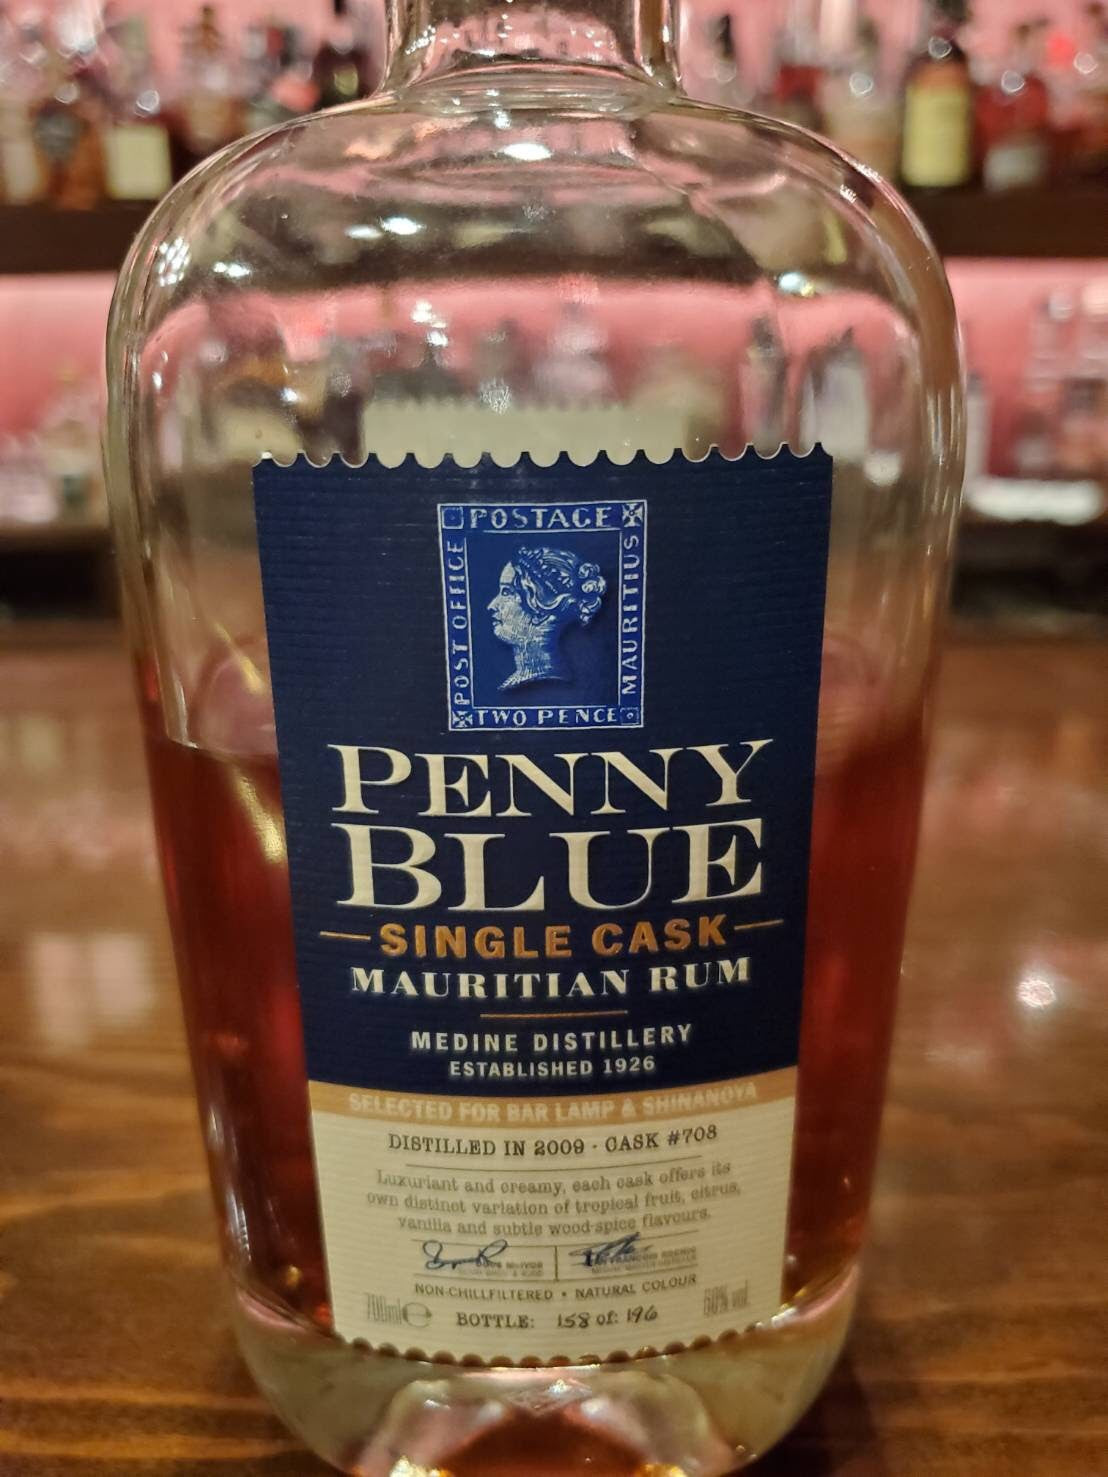 POSTAGE
POST OFFICE
MAURITIUS
TWO PENCE
PENNY
BLUE
SINGLE CASK
MAURITIAN RUM
MEDINE DISTILLERY
ESTABLISHED 1926
SELECTED FOR BAR LAMP & SHINANOYA
DISTILLED IN 2009 · CASK #708
Luxuriant and creamy, each cask offers its
own distinct variation of tropical fruit, citrus,
vanilla and subtle wood-spice flavours.
NON-CHILLFILTERED • NATURAL COLOUR
700ml e
BOTTLE: 158 of: 196